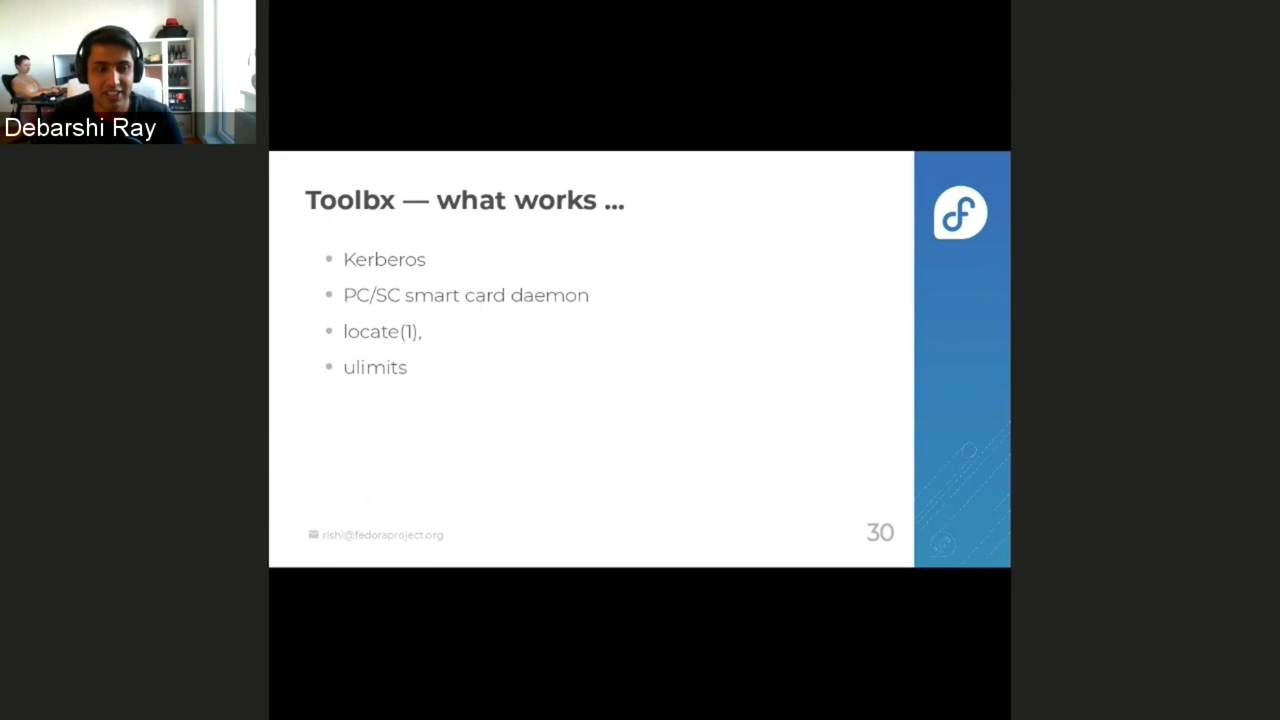 Debarshi Ray
Toolbx — what works ...
Kerberos
PC/SC smart card daemon
locate(1),
ulimits
rishi@fedoraproject.org
30